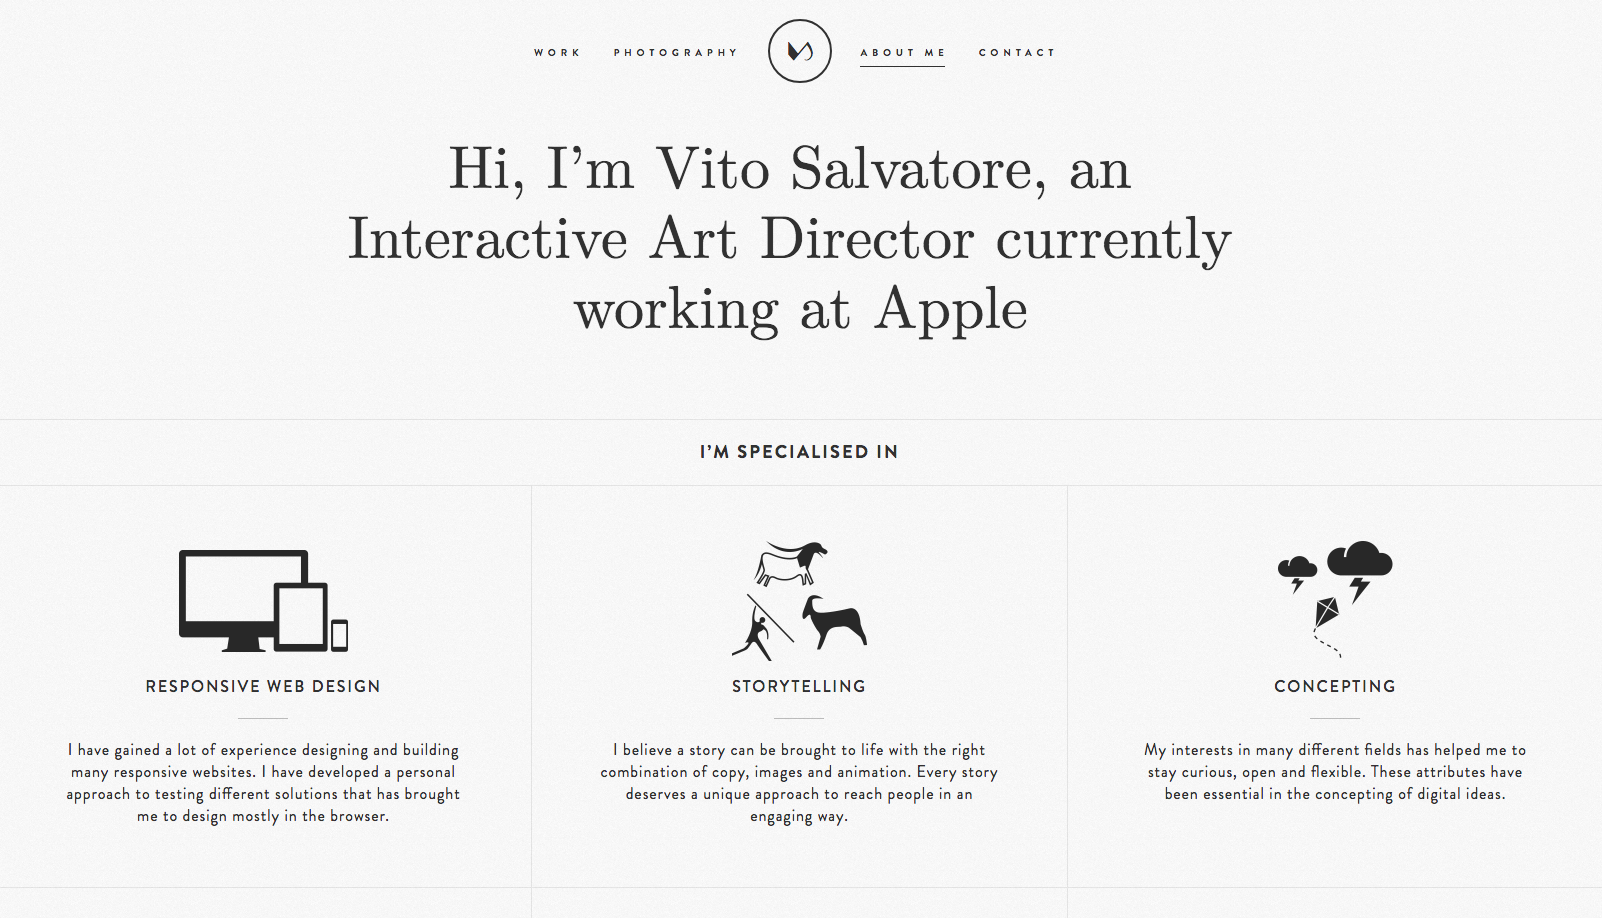 WORK PHOTOGRAPHY ABOUT ME CONTACT
Hi, I’m Vito Salvatore, an
Interactive Art Director currently
working at Apple
I’M SPECIALISED IN
RESPONSIVE WEB DESIGN
I have gained a lot of experience designing and building
many responsive websites. I have developed a personal
approach to testing different solutions that has brought
me to design mostly in the browser.
STORYTELLING
I believe a story can be brought to life with the right
combination of copy, images and animation. Every story
deserves a unique approach to reach people in an
engaging way.
CONCEPTING
My interests in many different fields has helped me to
stay curious, open and flexible. These attributes have
been essential in the concepting of digital ideas.